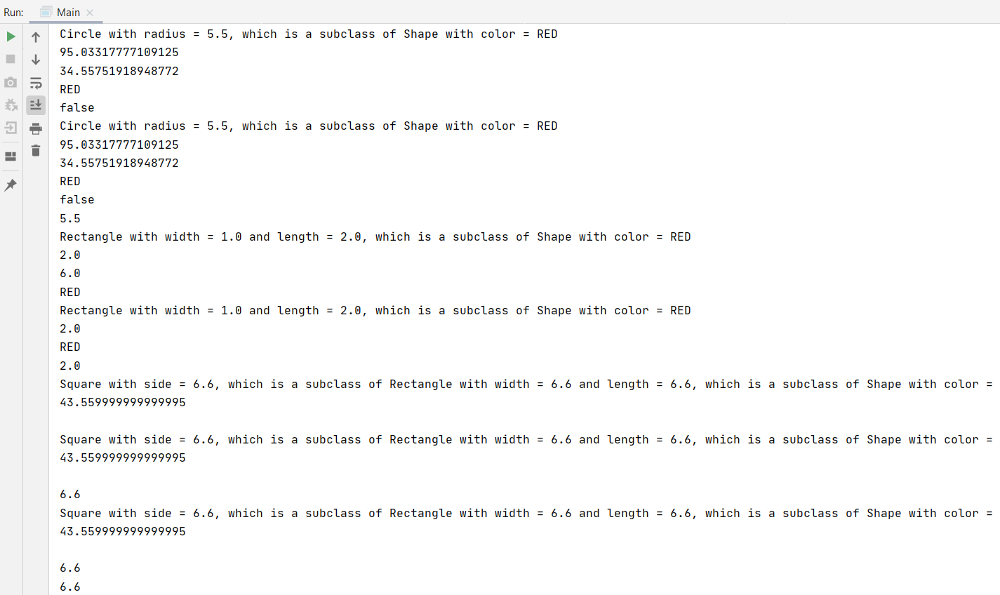 Run: Main
Circle with radius = 5.5, which is a subclass of Shape with color = RED
95.03317777109125
34.55751918948772
RED
false
Circle with radius = 5.5, which is a subclass of Shape with color = RED
95.03317777109125
34.55751918948772
RED
false
5.5
Rectangle with width = 1.0 and length = 2.0, which is a subclass of Shape with color = RED
2.0
6.0
RED
Rectangle with width = 1.0 and length = 2.0, which is a subclass of Shape with color = RED
2.0
RED
2.0
Square with side = 6.6, which is a subclass of Rectangle with width = 6.6 and length = 6.6, which is a subclass of Shape with color =
43.559999999999995
Square with side = 6.6, which is a subclass of Rectangle with width = 6.6 and length = 6.6, which is a subclass of Shape with color =
43.559999999999995
6.6
Square with side = 6.6, which is a subclass of Rectangle with width = 6.6 and length = 6.6, which is a subclass of Shape with color =
43.559999999999995
6.6
6.6